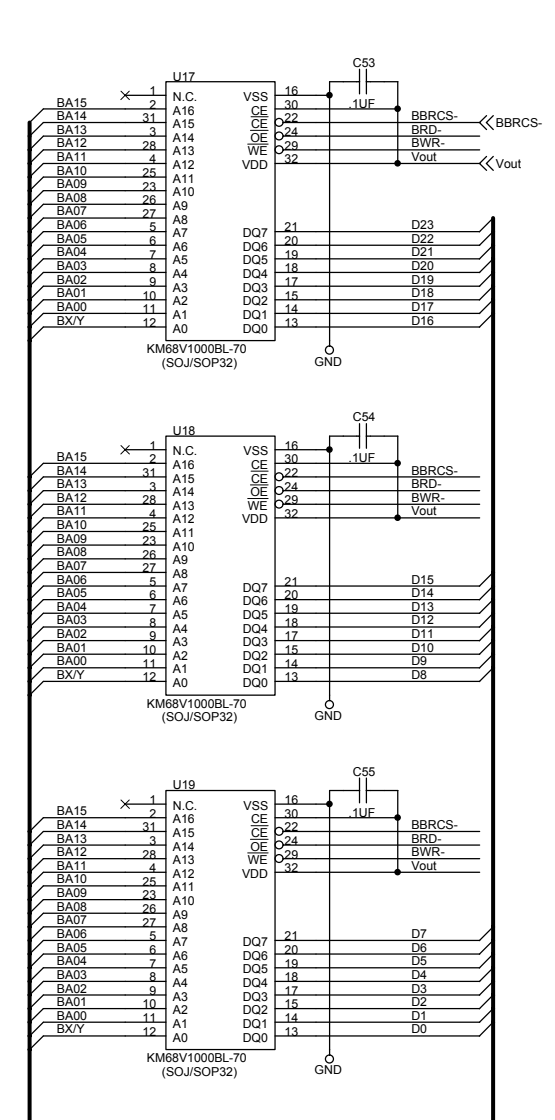 C53
U17
.1UF
1 N.C. VSS 16
BA15 2 A16 CE 30
BA14 31 A15 CE 22 BBRCS- BBRCS-
BA13 3 A14 OE 24 BRD-
BA12 28 A13 WE 29 BWR-
BA11 4 A12 VDD 32 Vout Vout
BA10 25 A11
BA09 23 A10
BA08 26 A9
BA07 27 A8
BA06 5 A7 DQ7 21 D23
BA05 6 A6 DQ6 20 D22
BA04 7 A5 DQ5 19 D21
BA03 8 A4 DQ4 18 D20
BA02 9 A3 DQ3 17 D19
BA01 10 A2 DQ2 15 D18
BA00 11 A1 DQ1 14 D17
BX/Y 12 A0 DQ0 13 D16
KM68V1000BL-70
(SOJ/SOP32)
GND
C54
U18
.1UF
1 N.C. VSS 16
BA15 2 A16 CE 30
BA14 31 A15 CE 22 BBRCS-
BA13 3 A14 OE 24 BRD-
BA12 28 A13 WE 29 BWR-
BA11 4 A12 VDD 32 Vout
BA10 25 A11
BA09 23 A10
BA08 26 A9
BA07 27 A8
BA06 5 A7 DQ7 21 D15
BA05 6 A6 DQ6 20 D14
BA04 7 A5 DQ5 19 D13
BA03 8 A4 DQ4 18 D12
BA02 9 A3 DQ3 17 D11
BA01 10 A2 DQ2 15 D10
BA00 11 A1 DQ1 14 D9
BX/Y 12 A0 DQ0 13 D8
KM68V1000BL-70
(SOJ/SOP32)
GND
C55
U19
.1UF
1 N.C. VSS 16
BA15 2 A16 CE 30
BA14 31 A15 CE 22 BBRCS-
BA13 3 A14 OE 24 BRD-
BA12 28 A13 WE 29 BWR-
BA11 4 A12 VDD 32 Vout
BA10 25 A11
BA09 23 A10
BA08 26 A9
BA07 27 A8
BA06 5 A7 DQ7 21 D7
BA05 6 A6 DQ6 20 D6
BA04 7 A5 DQ5 19 D5
BA03 8 A4 DQ4 18 D4
BA02 9 A3 DQ3 17 D3
BA01 10 A2 DQ2 15 D2
BA00 11 A1 DQ1 14 D1
BX/Y 12 A0 DQ0 13 D0
KM68V1000BL-70
(SOJ/SOP32)
GND